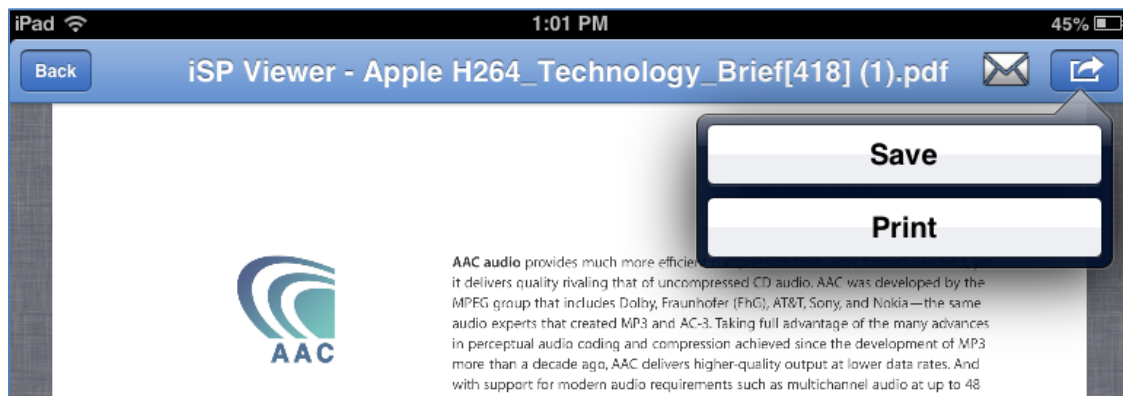 iPad 1:01 PM 45%
Back iSP Viewer - Apple H264_Technology_Brief[418] (1).pdf
Save
Print
AAC audio provides much more efficien
it delivers quality rivaling that of uncompressed CD audio. AAC was developed by the
MPEG group that includes Dolby, Fraunhofer (FhG), AT&T, Sony, and Nokia—the same
audio experts that created MP3 and AC-3. Taking full advantage of the many advances
in perceptual audio coding and compression achieved since the development of MP3
more than a decade ago, AAC delivers higher-quality output at lower data rates. And
with support for modern audio requirements such as multichannel audio at up to 48
AAC